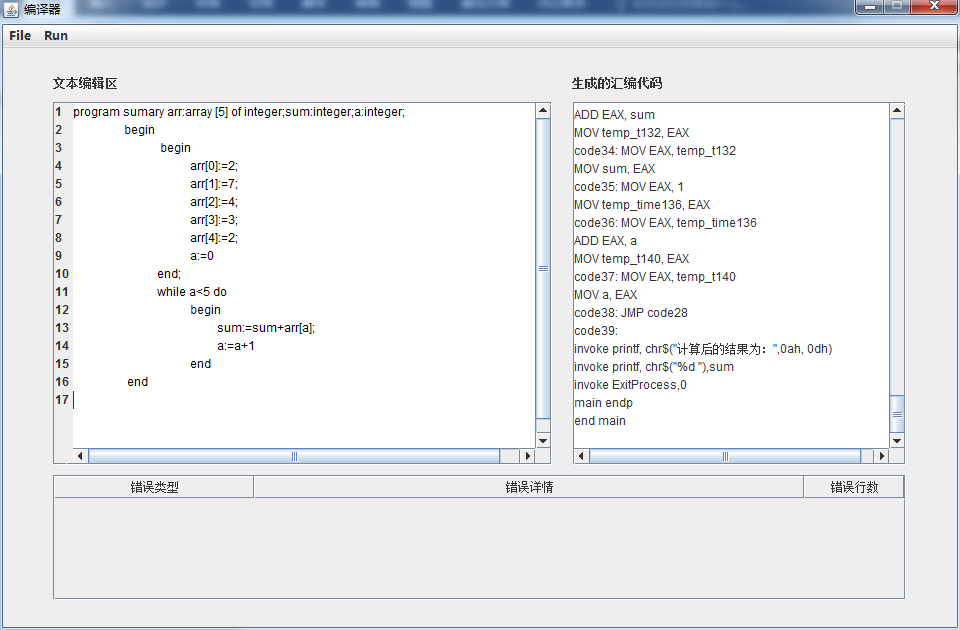 编译器
File Run
文本编辑区
1 program sumary arr:array [5] of integer;sum:integer;a:integer;
2 begin
3 begin
4 arr[0]:=2;
5 arr[1]:=7;
6 arr[2]:=4;
7 arr[3]:=3;
8 arr[4]:=2;
9 a:=0
10 end;
11 while a<5 do
12 begin
13 sum:=sum+arr[a];
14 a:=a+1
15 end
16 end
17
生成的汇编代码
ADD EAX, sum
MOV temp_t132, EAX
code34: MOV EAX, temp_t132
MOV sum, EAX
code35: MOV EAX, 1
MOV temp_time136, EAX
code36: MOV EAX, temp_time136
ADD EAX, a
MOV temp_t140, EAX
code37: MOV EAX, temp_t140
MOV a, EAX
code38: JMP code28
code39:
invoke printf, chr$("计算后的结果为：",0ah, 0dh)
invoke printf, chr$("%d "),sum
invoke ExitProcess,0
main endp
end main
错误类型 错误详情 错误行数